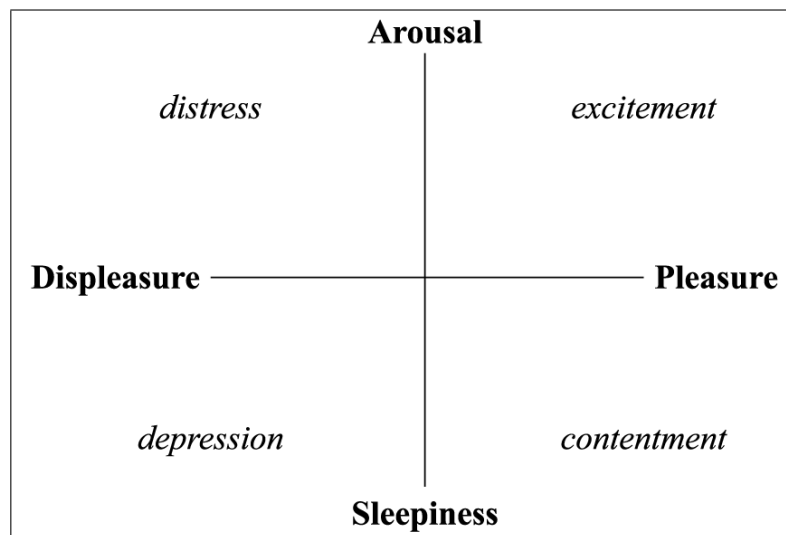 Arousal
distress excitement
Displeasure Pleasure
depression contentment
Sleepiness